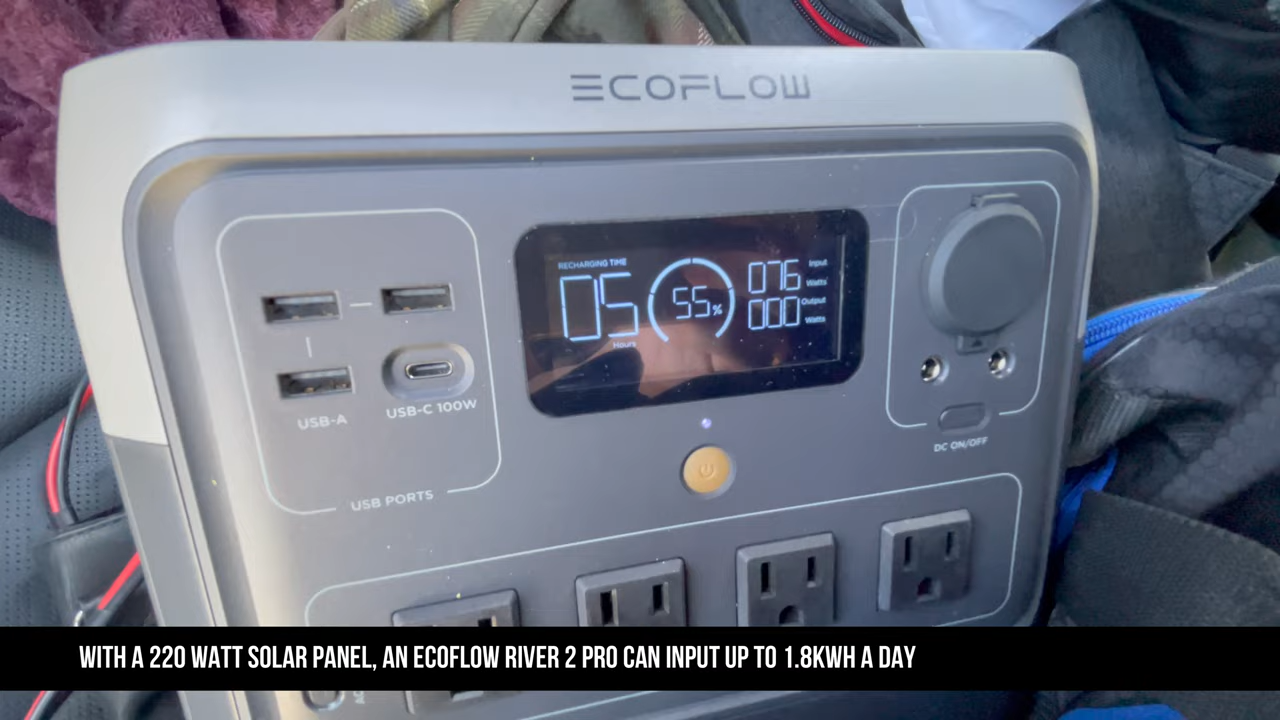 ECOFLOW
RECHARGING TIME
05
Hours
55%
076 Input Watts
000 Output Watts
USB-A
USB-C 100W
USB PORTS
DC ON/OFF
WITH A 220 WATT SOLAR PANEL, AN ECOFLOW RIVER 2 PRO CAN INPUT UP TO 1.8KWH A DAY